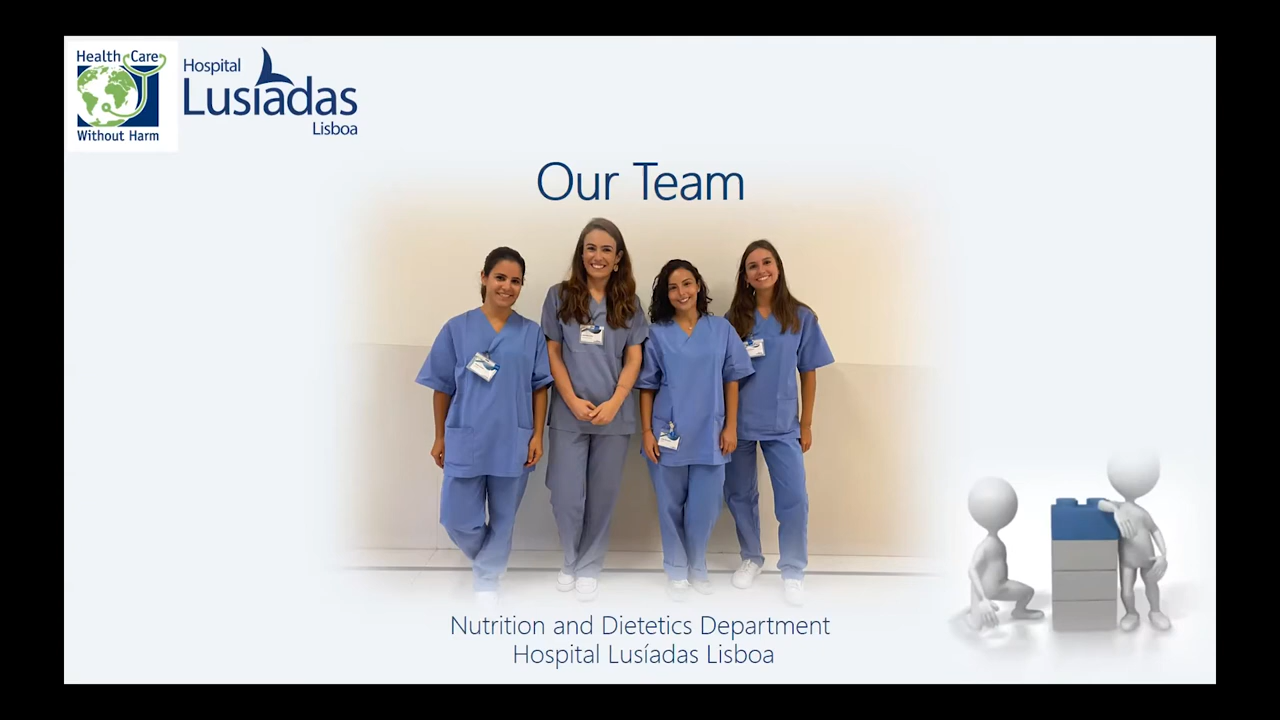 Health Care
Without Harm
Hospital
Lusíadas
Lisboa
Our Team
Nutrition and Dietetics Department
Hospital Lusíadas Lisboa